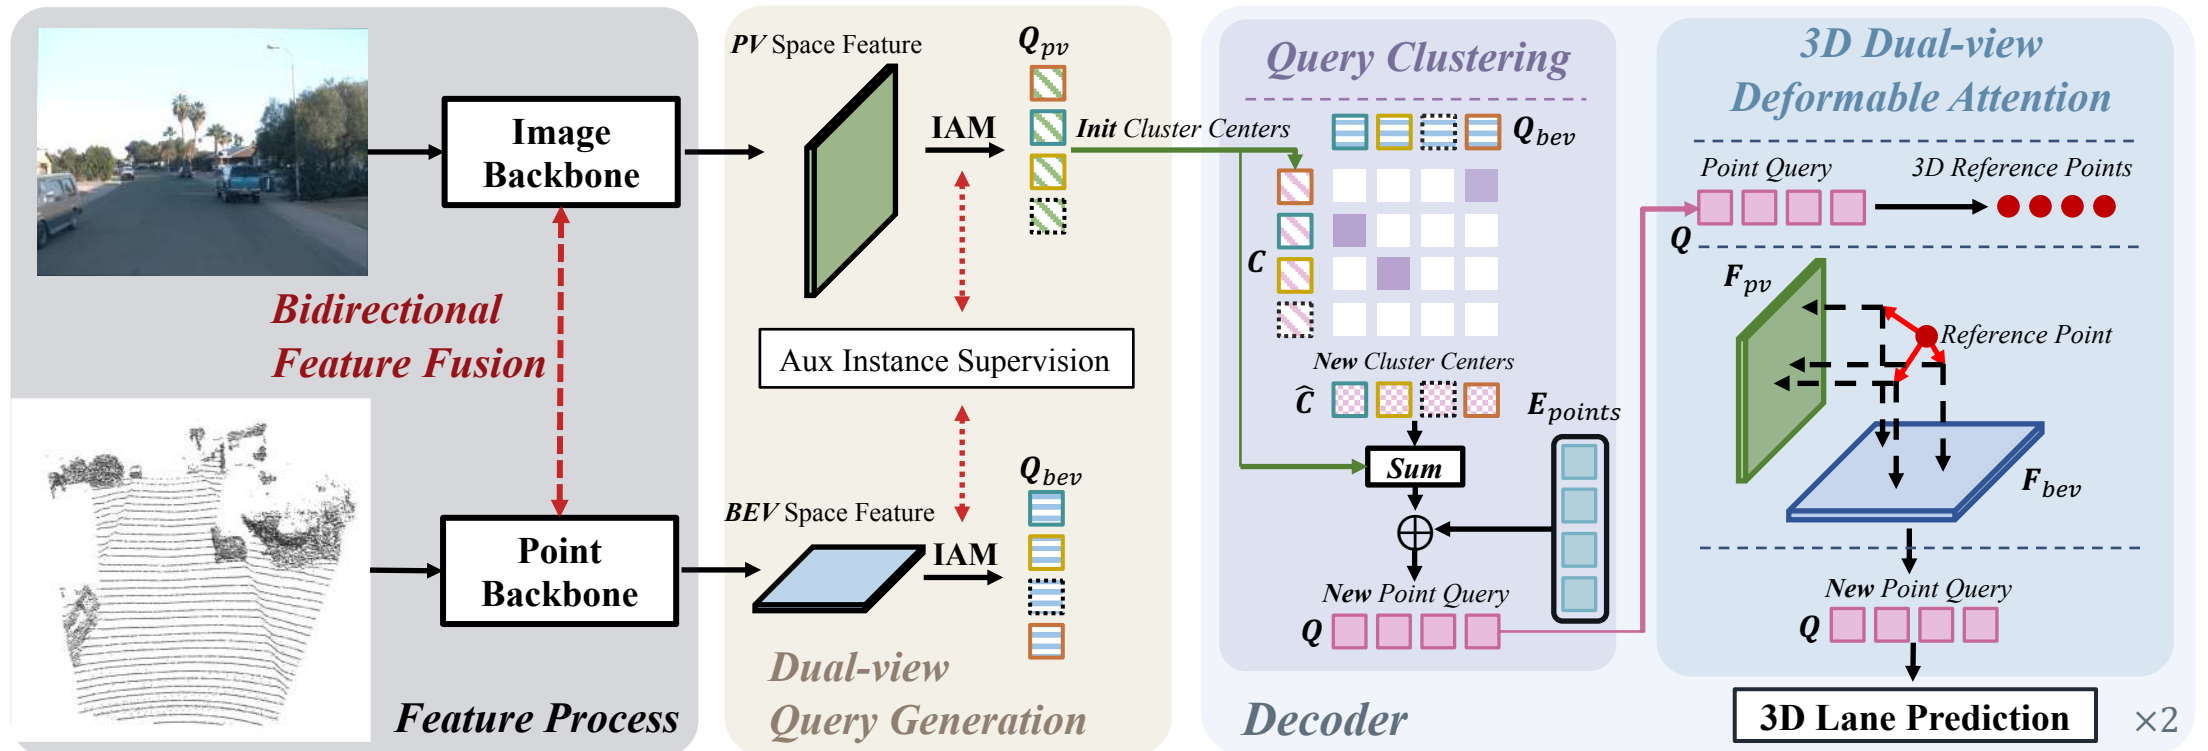 Image
Backbone
Bidirectional
Feature Fusion
Point
Backbone
Feature Process
PV Space Feature
IAM
Q_pv
Aux Instance Supervision
BEV Space Feature
IAM
Q_bev
Dual-view
Query Generation
Query Clustering
Init Cluster Centers
Q_bev
C
New Cluster Centers
Ĉ
E_points
Sum
New Point Query
Q
Decoder
3D Dual-view
Deformable Attention
Point Query
3D Reference Points
Q
F_pv
Reference Point
F_bev
New Point Query
Q
3D Lane Prediction
×2